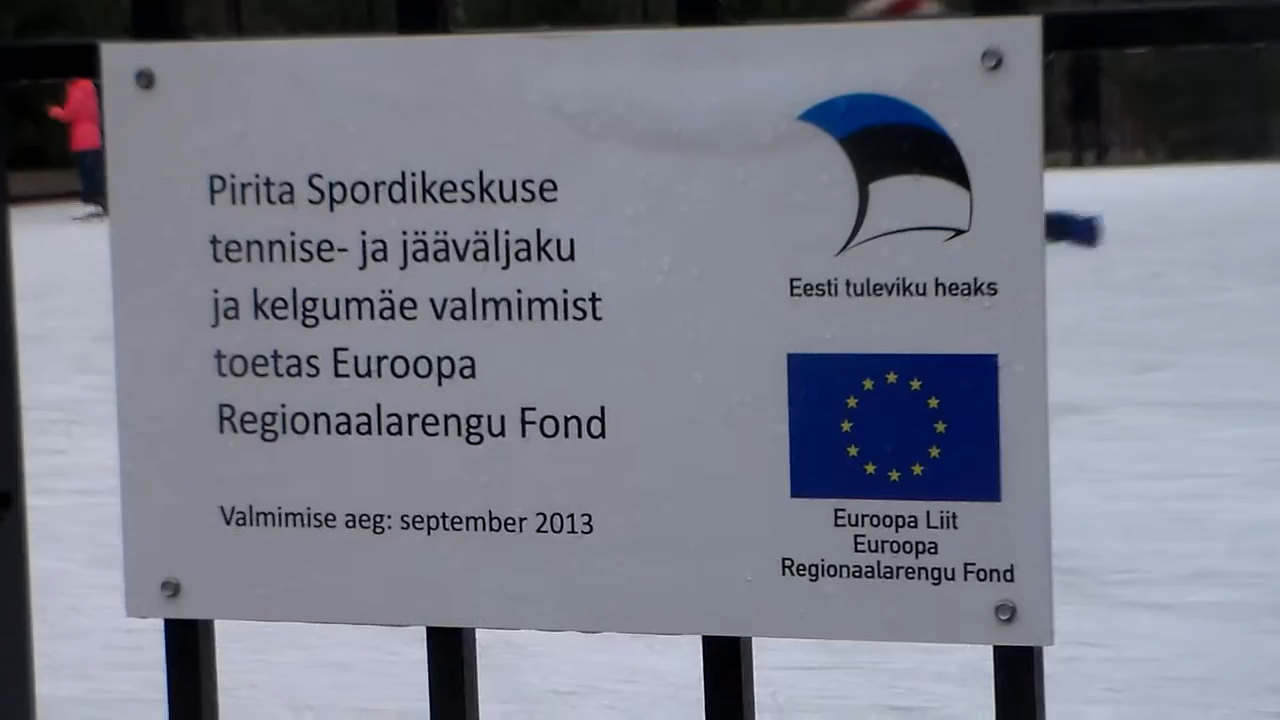 Pirita Spordikeskuse
tennise- ja jääväljaku
ja kelgumäe valmimist
toetas Euroopa
Regionaalarengu Fond
Valmimise aeg: september 2013
Eesti tuleviku heaks
Euroopa Liit
Euroopa
Regionaalarengu Fond